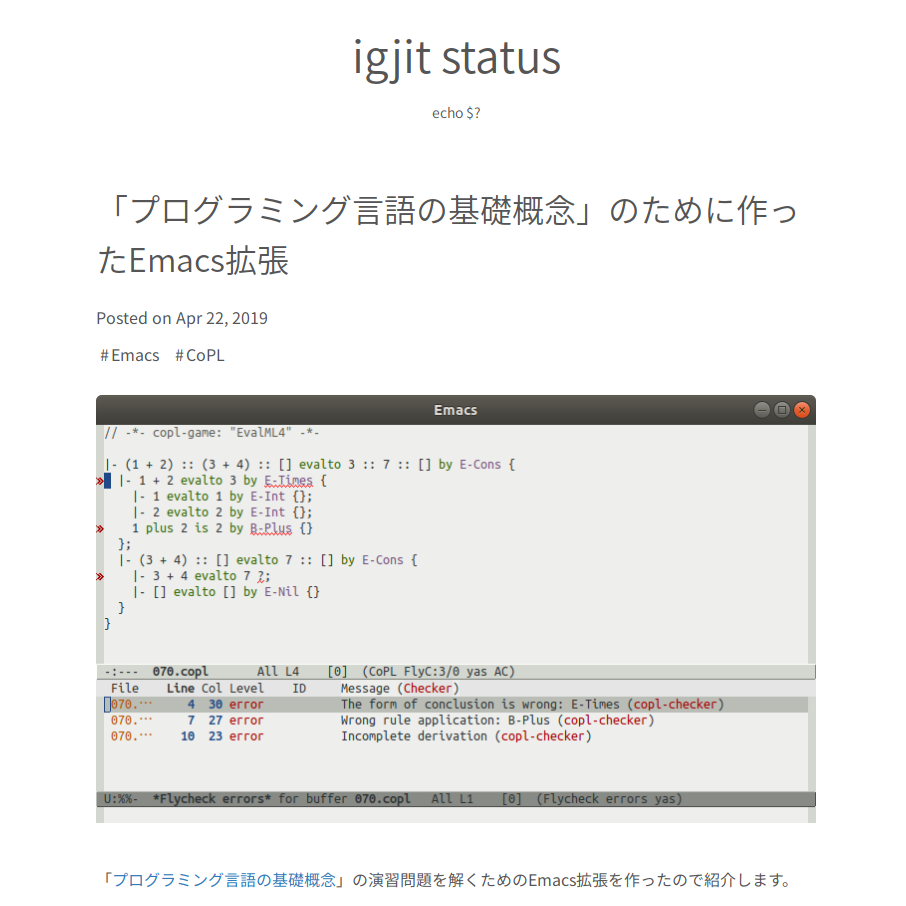 igjit status
echo $?
「プログラミング言語の基礎概念」のために作っ
たEmacs拡張
Posted on Apr 22, 2019
#Emacs #CoPL
Emacs
// -*- copl-game: "EvalML4" -*-
|- (1 + 2) :: (3 + 4) :: [] evalto 3 :: 7 :: [] by E-Cons {
|- 1 + 2 evalto 3 by E-Times {
|- 1 evalto 1 by E-Int {};
|- 2 evalto 2 by E-Int {};
1 plus 2 is 2 by B-Plus {}
};
|- (3 + 4) :: [] evalto 7 :: [] by E-Cons {
|- 3 + 4 evalto 7 ?;
|- [] evalto [] by E-Nil {}
}
}
-:--- 070.copl All L4 [0] (CoPL FlyC:3/0 yas AC)
File Line Col Level ID Message (Checker)
070.… 4 30 error The form of conclusion is wrong: E-Times (copl-checker)
070.… 7 27 error Wrong rule application: B-Plus (copl-checker)
070.… 10 23 error Incomplete derivation (copl-checker)
U:%%- *Flycheck errors* for buffer 070.copl All L1 [0] (Flycheck errors yas)
「プログラミング言語の基礎概念」の演習問題を解くためのEmacs拡張を作ったので紹介します。